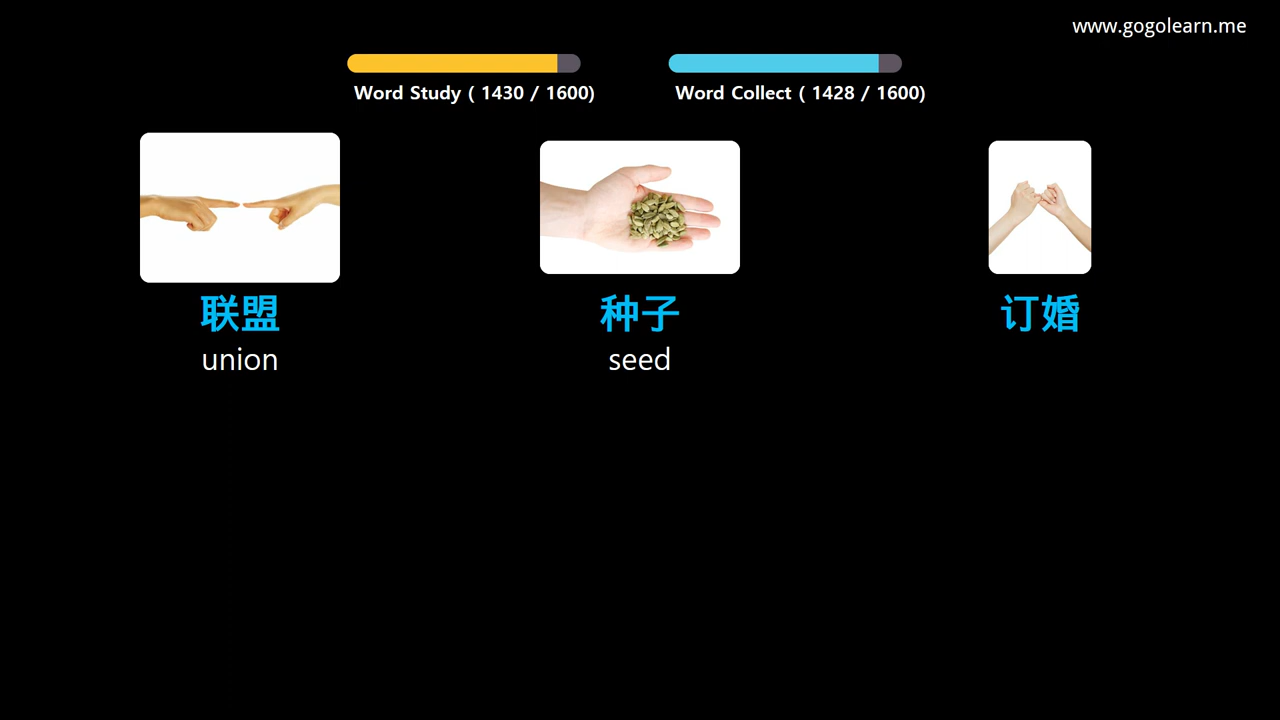 www.gogolearn.me
Word Study ( 1430 / 1600)
Word Collect ( 1428 / 1600)
联盟
union
种子
seed
订婚